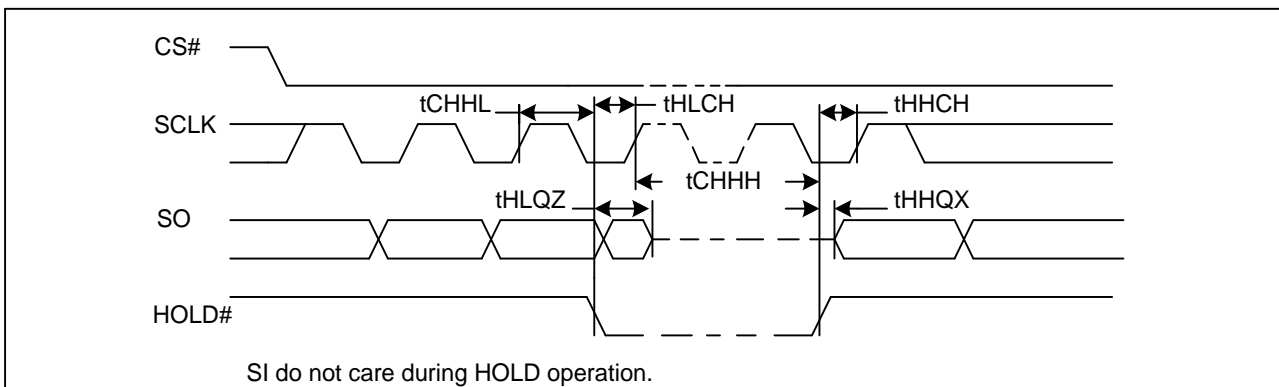 CS#
tCHHL
tHLCH
tHHCH
SCLK
tCHHH
tHLQZ
tHHQX
SO
HOLD#
SI do not care during HOLD operation.